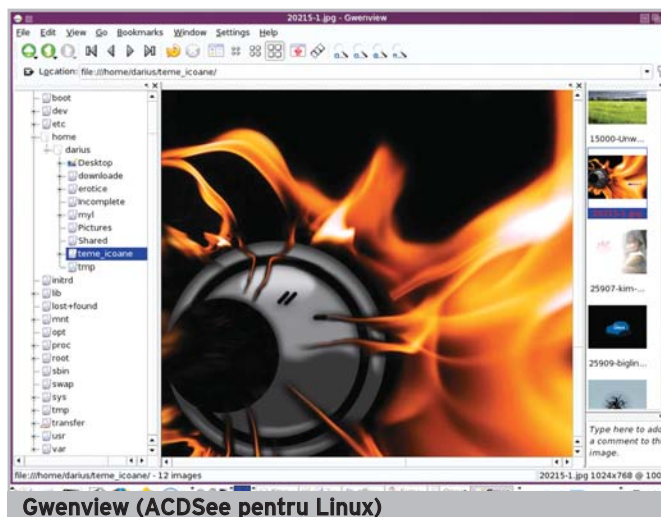 20215-1.jpg - Gwenview
File Edit View Go Bookmarks Window Settings Help
Location: file:///home/darius/teme_icoane/
boot
dev
etc
home
darius
Desktop
downloade
erotice
Incomplete
myl
Pictures
Shared
teme_icoane
tmp
initrd
lib
lost+found
mnt
opt
proc
root
sbin
swap
sys
tmp
transfer
usr
var
15000-Unw...
20215-1.jpg
25907-kim-...
25909-biglin...
Type here to add
a comment to th
image.
file:///home/darius/teme_icoane/ - 12 images
20215-1.jpg 1024x768 @ 100
Gwenview (ACDSee pentru Linux)